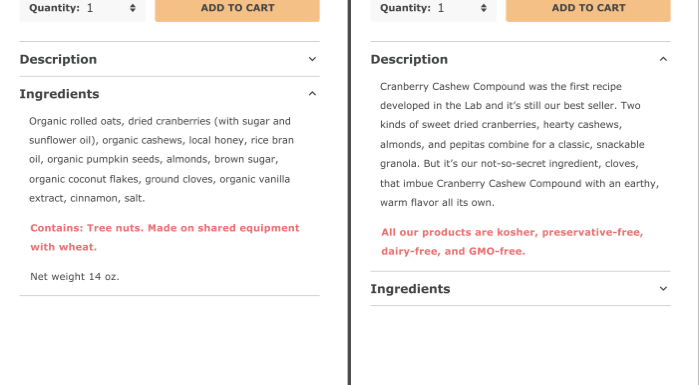 Quantity: 1
ADD TO CART
Description
Ingredients
Organic rolled oats, dried cranberries (with sugar and
sunflower oil), organic cashews, local honey, rice bran
oil, organic pumpkin seeds, almonds, brown sugar,
organic coconut flakes, ground cloves, organic vanilla
extract, cinnamon, salt.
Contains: Tree nuts. Made on shared equipment
with wheat.
Net weight 14 oz.
Quantity: 1
ADD TO CART
Description
Cranberry Cashew Compound was the first recipe
developed in the Lab and it’s still our best seller. Two
kinds of sweet dried cranberries, hearty cashews,
almonds, and pepitas combine for a classic, snackable
granola. But it’s our not-so-secret ingredient, cloves,
that imbue Cranberry Cashew Compound with an earthy,
warm flavor all its own.
All our products are kosher, preservative-free,
dairy-free, and GMO-free.
Ingredients